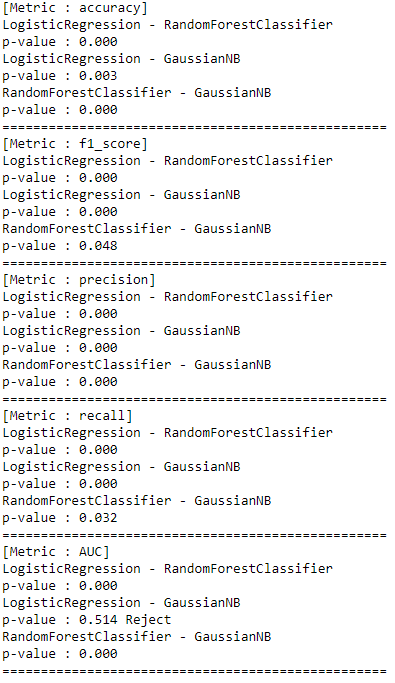 [Metric : accuracy]
LogisticRegression - RandomForestClassifier
p-value : 0.000
LogisticRegression - GaussianNB
p-value : 0.003
RandomForestClassifier - GaussianNB
p-value : 0.000
==================================================
[Metric : f1_score]
LogisticRegression - RandomForestClassifier
p-value : 0.000
LogisticRegression - GaussianNB
p-value : 0.000
RandomForestClassifier - GaussianNB
p-value : 0.048
==================================================
[Metric : precision]
LogisticRegression - RandomForestClassifier
p-value : 0.000
LogisticRegression - GaussianNB
p-value : 0.000
RandomForestClassifier - GaussianNB
p-value : 0.000
==================================================
[Metric : recall]
LogisticRegression - RandomForestClassifier
p-value : 0.000
LogisticRegression - GaussianNB
p-value : 0.000
RandomForestClassifier - GaussianNB
p-value : 0.032
==================================================
[Metric : AUC]
LogisticRegression - RandomForestClassifier
p-value : 0.000
LogisticRegression - GaussianNB
p-value : 0.514 Reject
RandomForestClassifier - GaussianNB
p-value : 0.000
==================================================